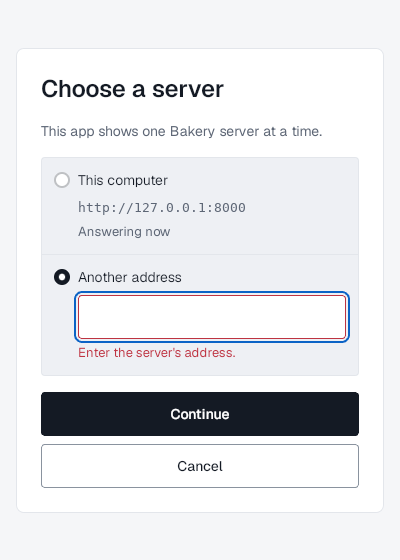 Choose a server
This app shows one Bakery server at a time.
This computer
http://127.0.0.1:8000
Answering now
Another address
Enter the server's address.
Continue
Cancel